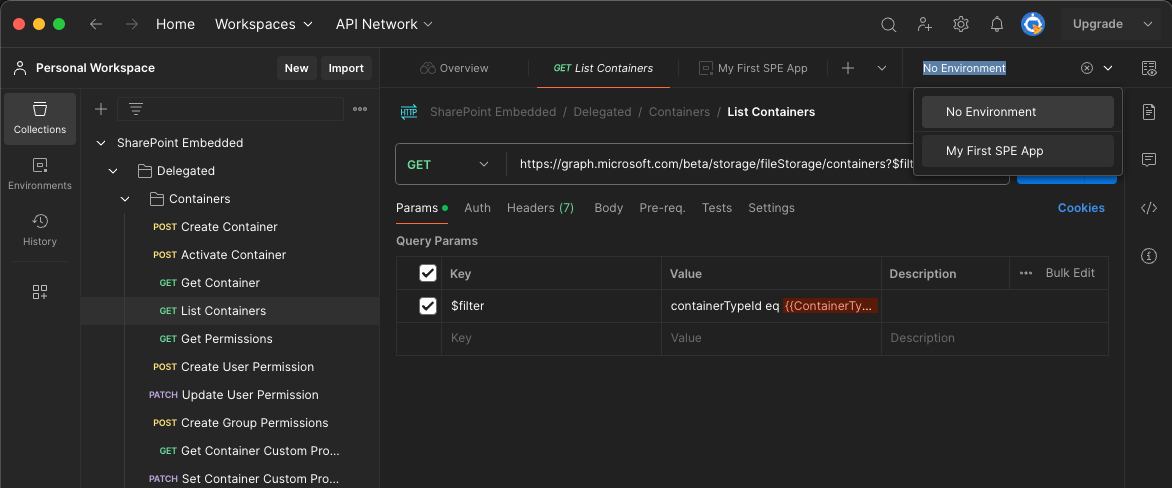 Home Workspaces API Network Upgrade
Personal Workspace New Import
Overview GET List Containers My First SPE App No Environment
No Environment
My First SPE App
Collections
Environments
History
SharePoint Embedded
Delegated
Containers
POST Create Container
POST Activate Container
GET Get Container
GET List Containers
GET Get Permissions
POST Create User Permission
PATCH Update User Permission
POST Create Group Permissions
GET Get Container Custom Pro...
PATCH Set Container Custom Pro...
HTTP SharePoint Embedded / Delegated / Containers / List Containers
GET https://graph.microsoft.com/beta/storage/fileStorage/containers?$filt
Params Auth Headers (7) Body Pre-req. Tests Settings Cookies
Query Params
Key Value Description ••• Bulk Edit
$filter containerTypeId eq {{ContainerTy...
Key Value Description